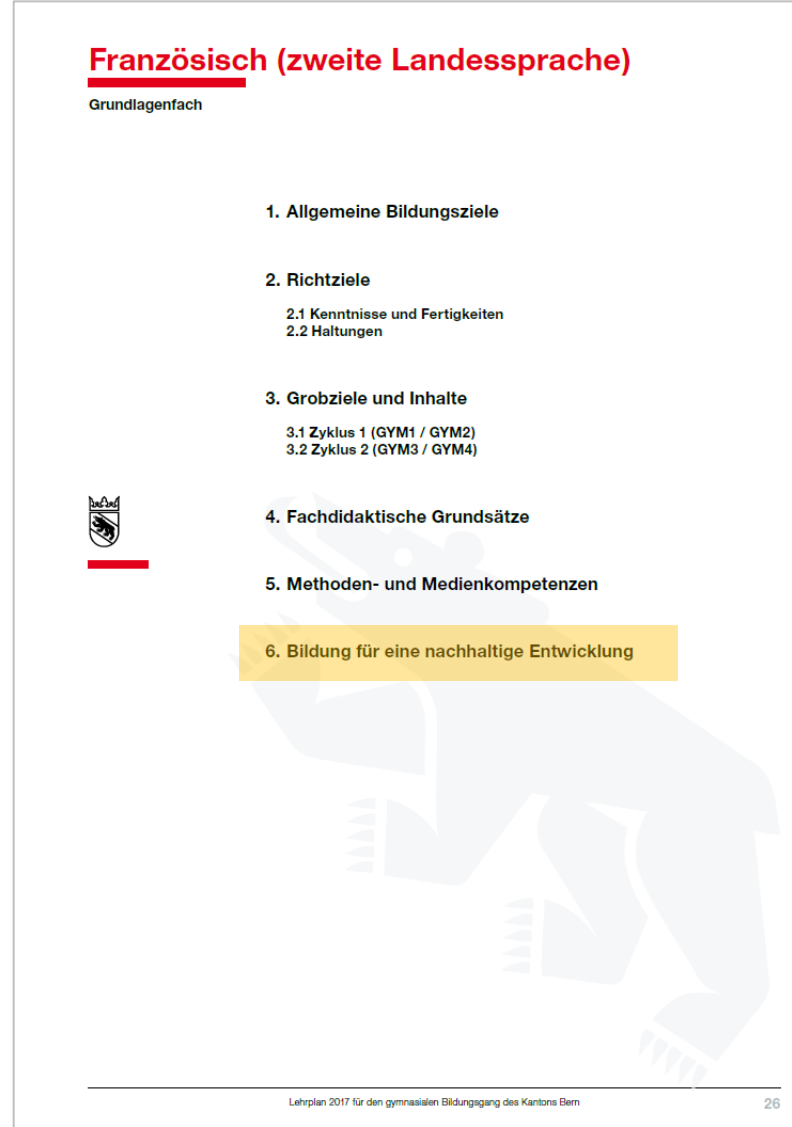 Französisch (zweite Landessprache)
Grundlagenfach
1. Allgemeine Bildungsziele
2. Richtziele
2.1 Kenntnisse und Fertigkeiten
2.2 Haltungen
3. Grobziele und Inhalte
3.1 Zyklus 1 (GYM1 / GYM2)
3.2 Zyklus 2 (GYM3 / GYM4)
4. Fachdidaktische Grundsätze
5. Methoden- und Medienkompetenzen
6. Bildung für eine nachhaltige Entwicklung
Lehrplan 2017 für den gymnasialen Bildungsgang des Kantons Bern 26